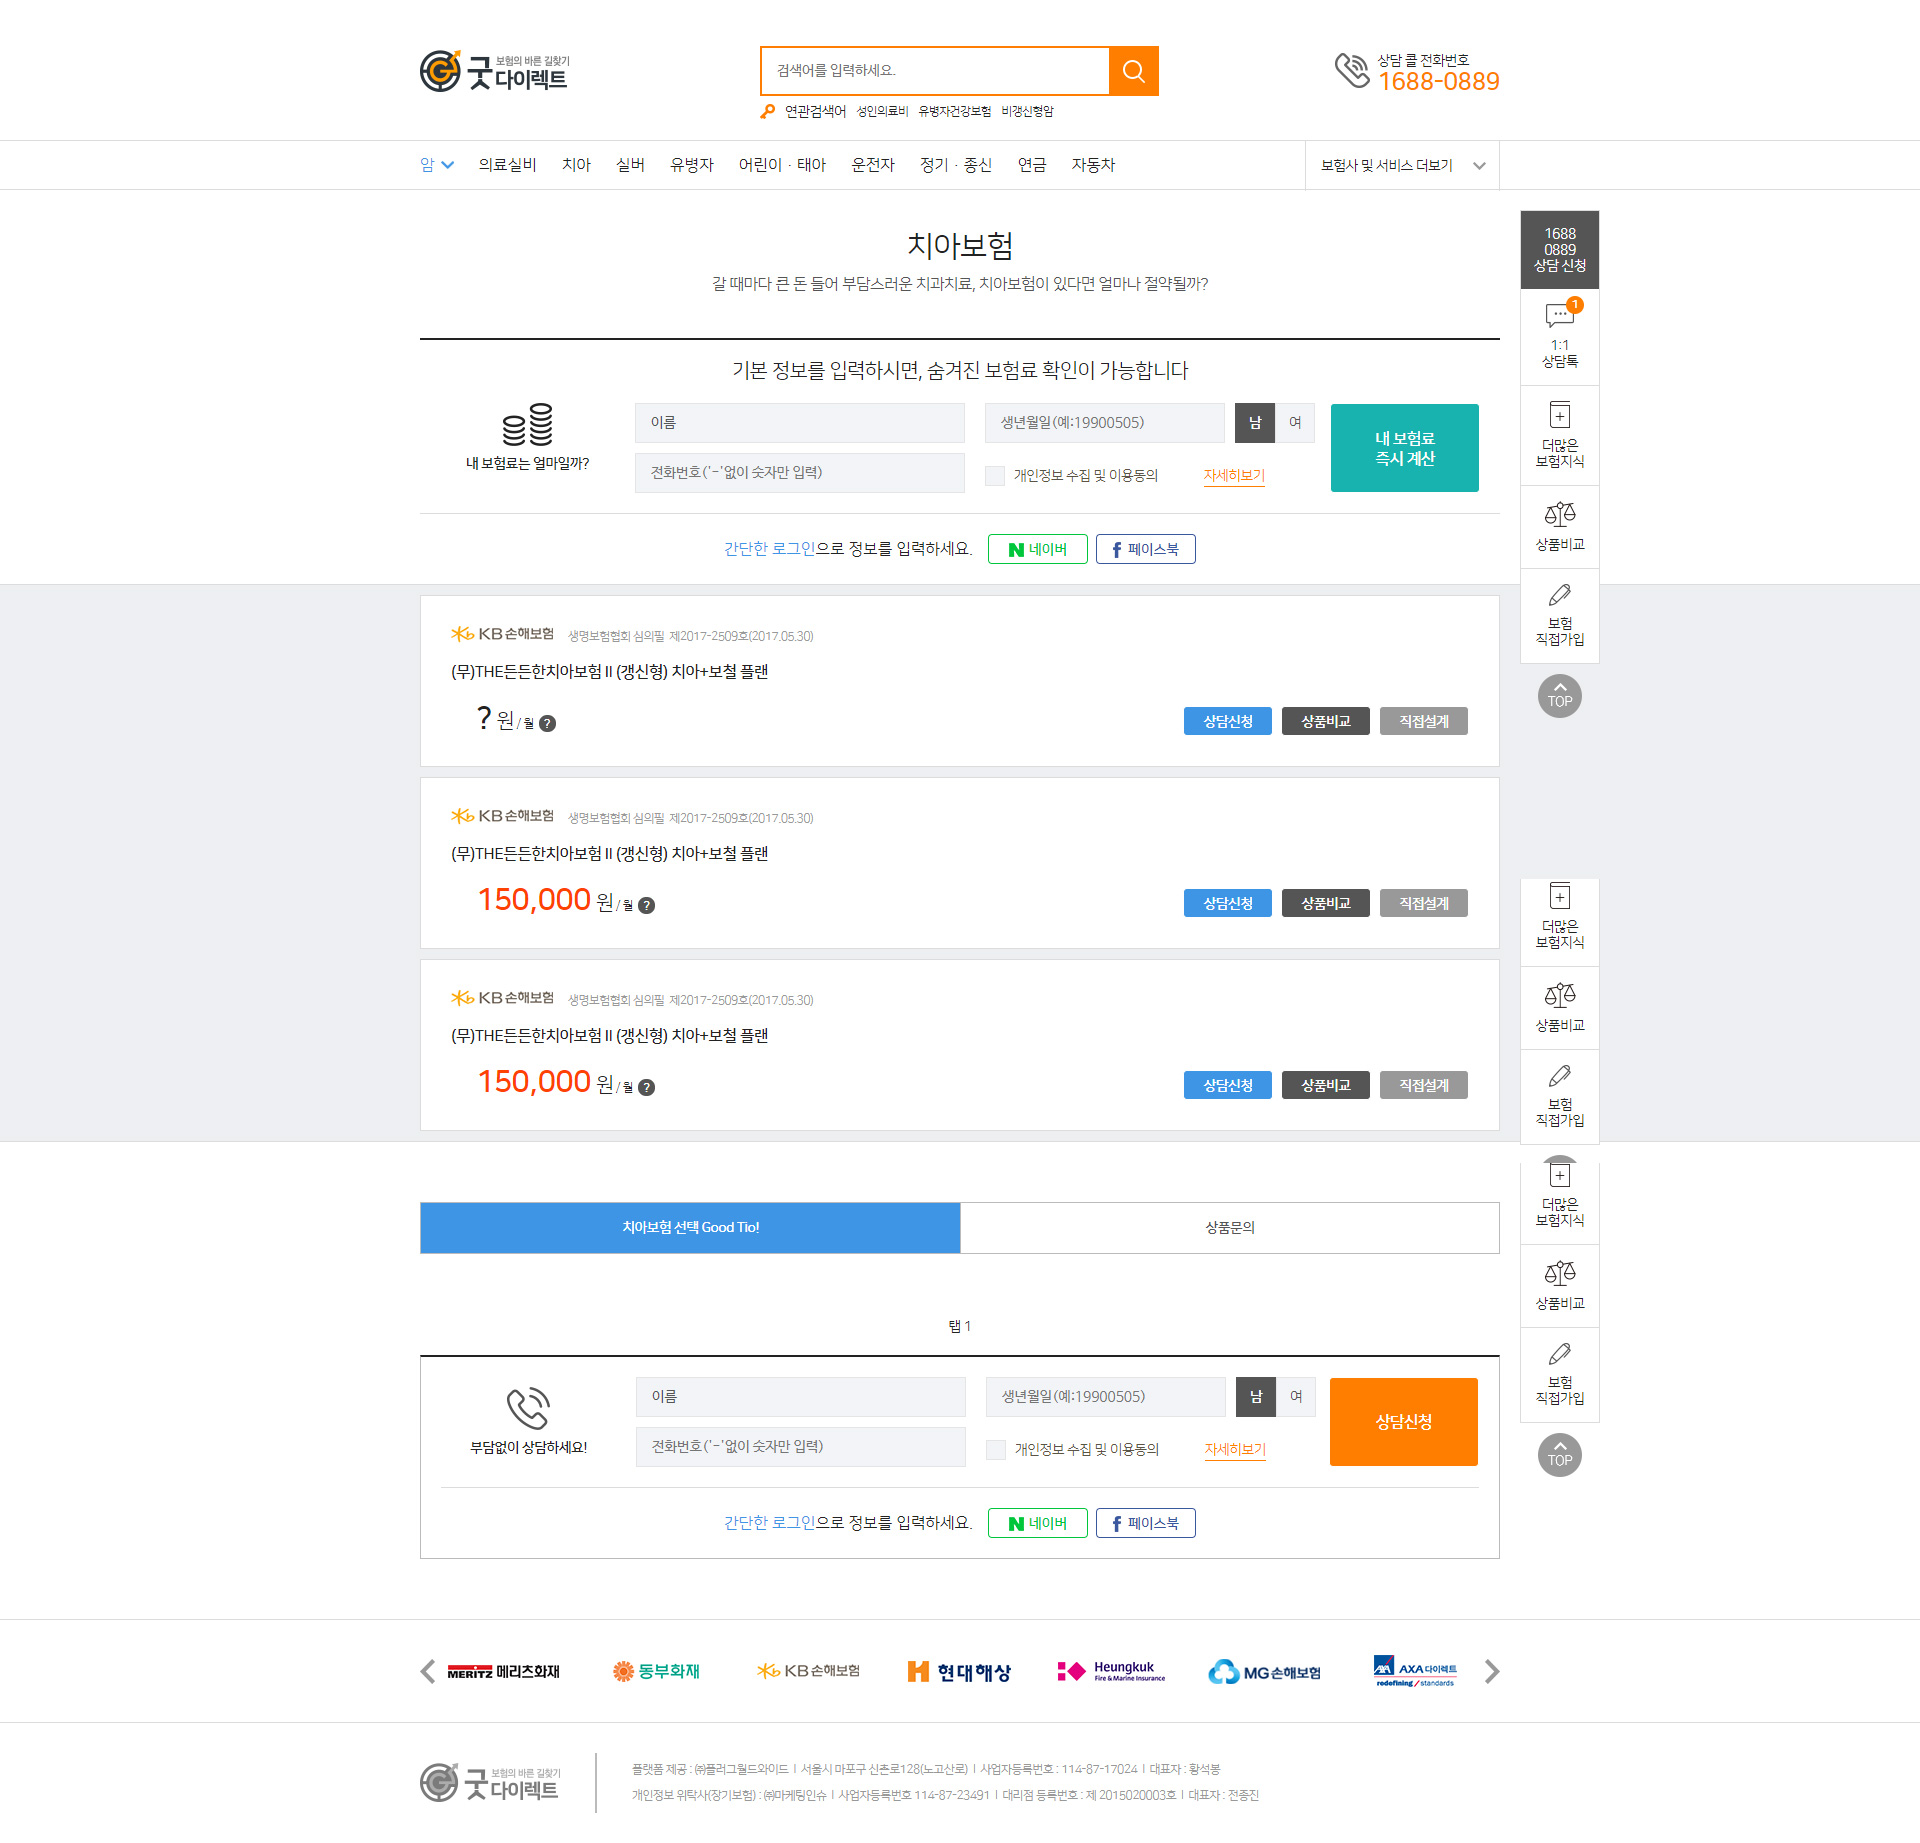 굿다이렉트 보험의 바른 길찾기
검색어를 입력하세요.
상담 콜 전화번호
1688-0889
연관검색어 성인의료비 유병자건강보험 비갱신형암
암 의료실비 치아 실버 유병자 어린이 · 태아 운전자 정기 · 종신 연금 자동차
보험사 및 서비스 더보기
치아보험
갈 때마다 큰 돈 들어 부담스러운 치과치료, 치아보험이 있다면 얼마나 절약될까?
1688
0889
상담 신청
1
1:1
상담톡
더많은
보험지식
상품비교
보험
직접가입
TOP
기본 정보를 입력하시면, 숨겨진 보험료 확인이 가능합니다
내 보험료는 얼마일까?
이름
생년월일(예:19900505)
남 여
전화번호('-'없이 숫자만 입력)
개인정보 수집 및 이용동의 자세히보기
내 보험료
즉시 계산
간단한 로그인으로 정보를 입력하세요. N 네이버 f 페이스북
KB손해보험 생명보험협회 심의필 제2017-2509호(2017.05.30)
(무)THE든든한치아보험 II (갱신형) 치아+보철 플랜
? 원 / 월 ?
상담신청 상품비교 직접설계
KB손해보험 생명보험협회 심의필 제2017-2509호(2017.05.30)
(무)THE든든한치아보험 II (갱신형) 치아+보철 플랜
150,000 원 / 월 ?
상담신청 상품비교 직접설계
더많은
보험지식
상품비교
보험
직접가입
KB손해보험 생명보험협회 심의필 제2017-2509호(2017.05.30)
(무)THE든든한치아보험 II (갱신형) 치아+보철 플랜
150,000 원 / 월 ?
상담신청 상품비교 직접설계
더많은
보험지식
상품비교
보험
직접가입
TOP
치아보험 선택 Good Tio!
상품문의
탭 1
부담없이 상담하세요!
이름
생년월일(예:19900505)
남 여
전화번호('-'없이 숫자만 입력)
개인정보 수집 및 이용동의 자세히보기
상담신청
간단한 로그인으로 정보를 입력하세요. N 네이버 f 페이스북
MERITZ 메리츠화재
동부화재
KB손해보험
현대해상
Heungkuk
Fire & Marine Insurance
MG손해보험
AXA AXA다이렉트
redefining / standards
굿다이렉트 보험의 바른 길찾기
플랫폼 제공 : ㈜플러그월드와이드 | 서울시 마포구 신촌로128(노고산로) | 사업자등록번호 : 114-87-17024 | 대표자 : 황석봉
개인정보 위탁사(장기보험) : ㈜마케팅인슈 | 사업자등록번호 114-87-23491 | 대리점 등록번호 : 제 2015020003호 | 대표자 : 전종진